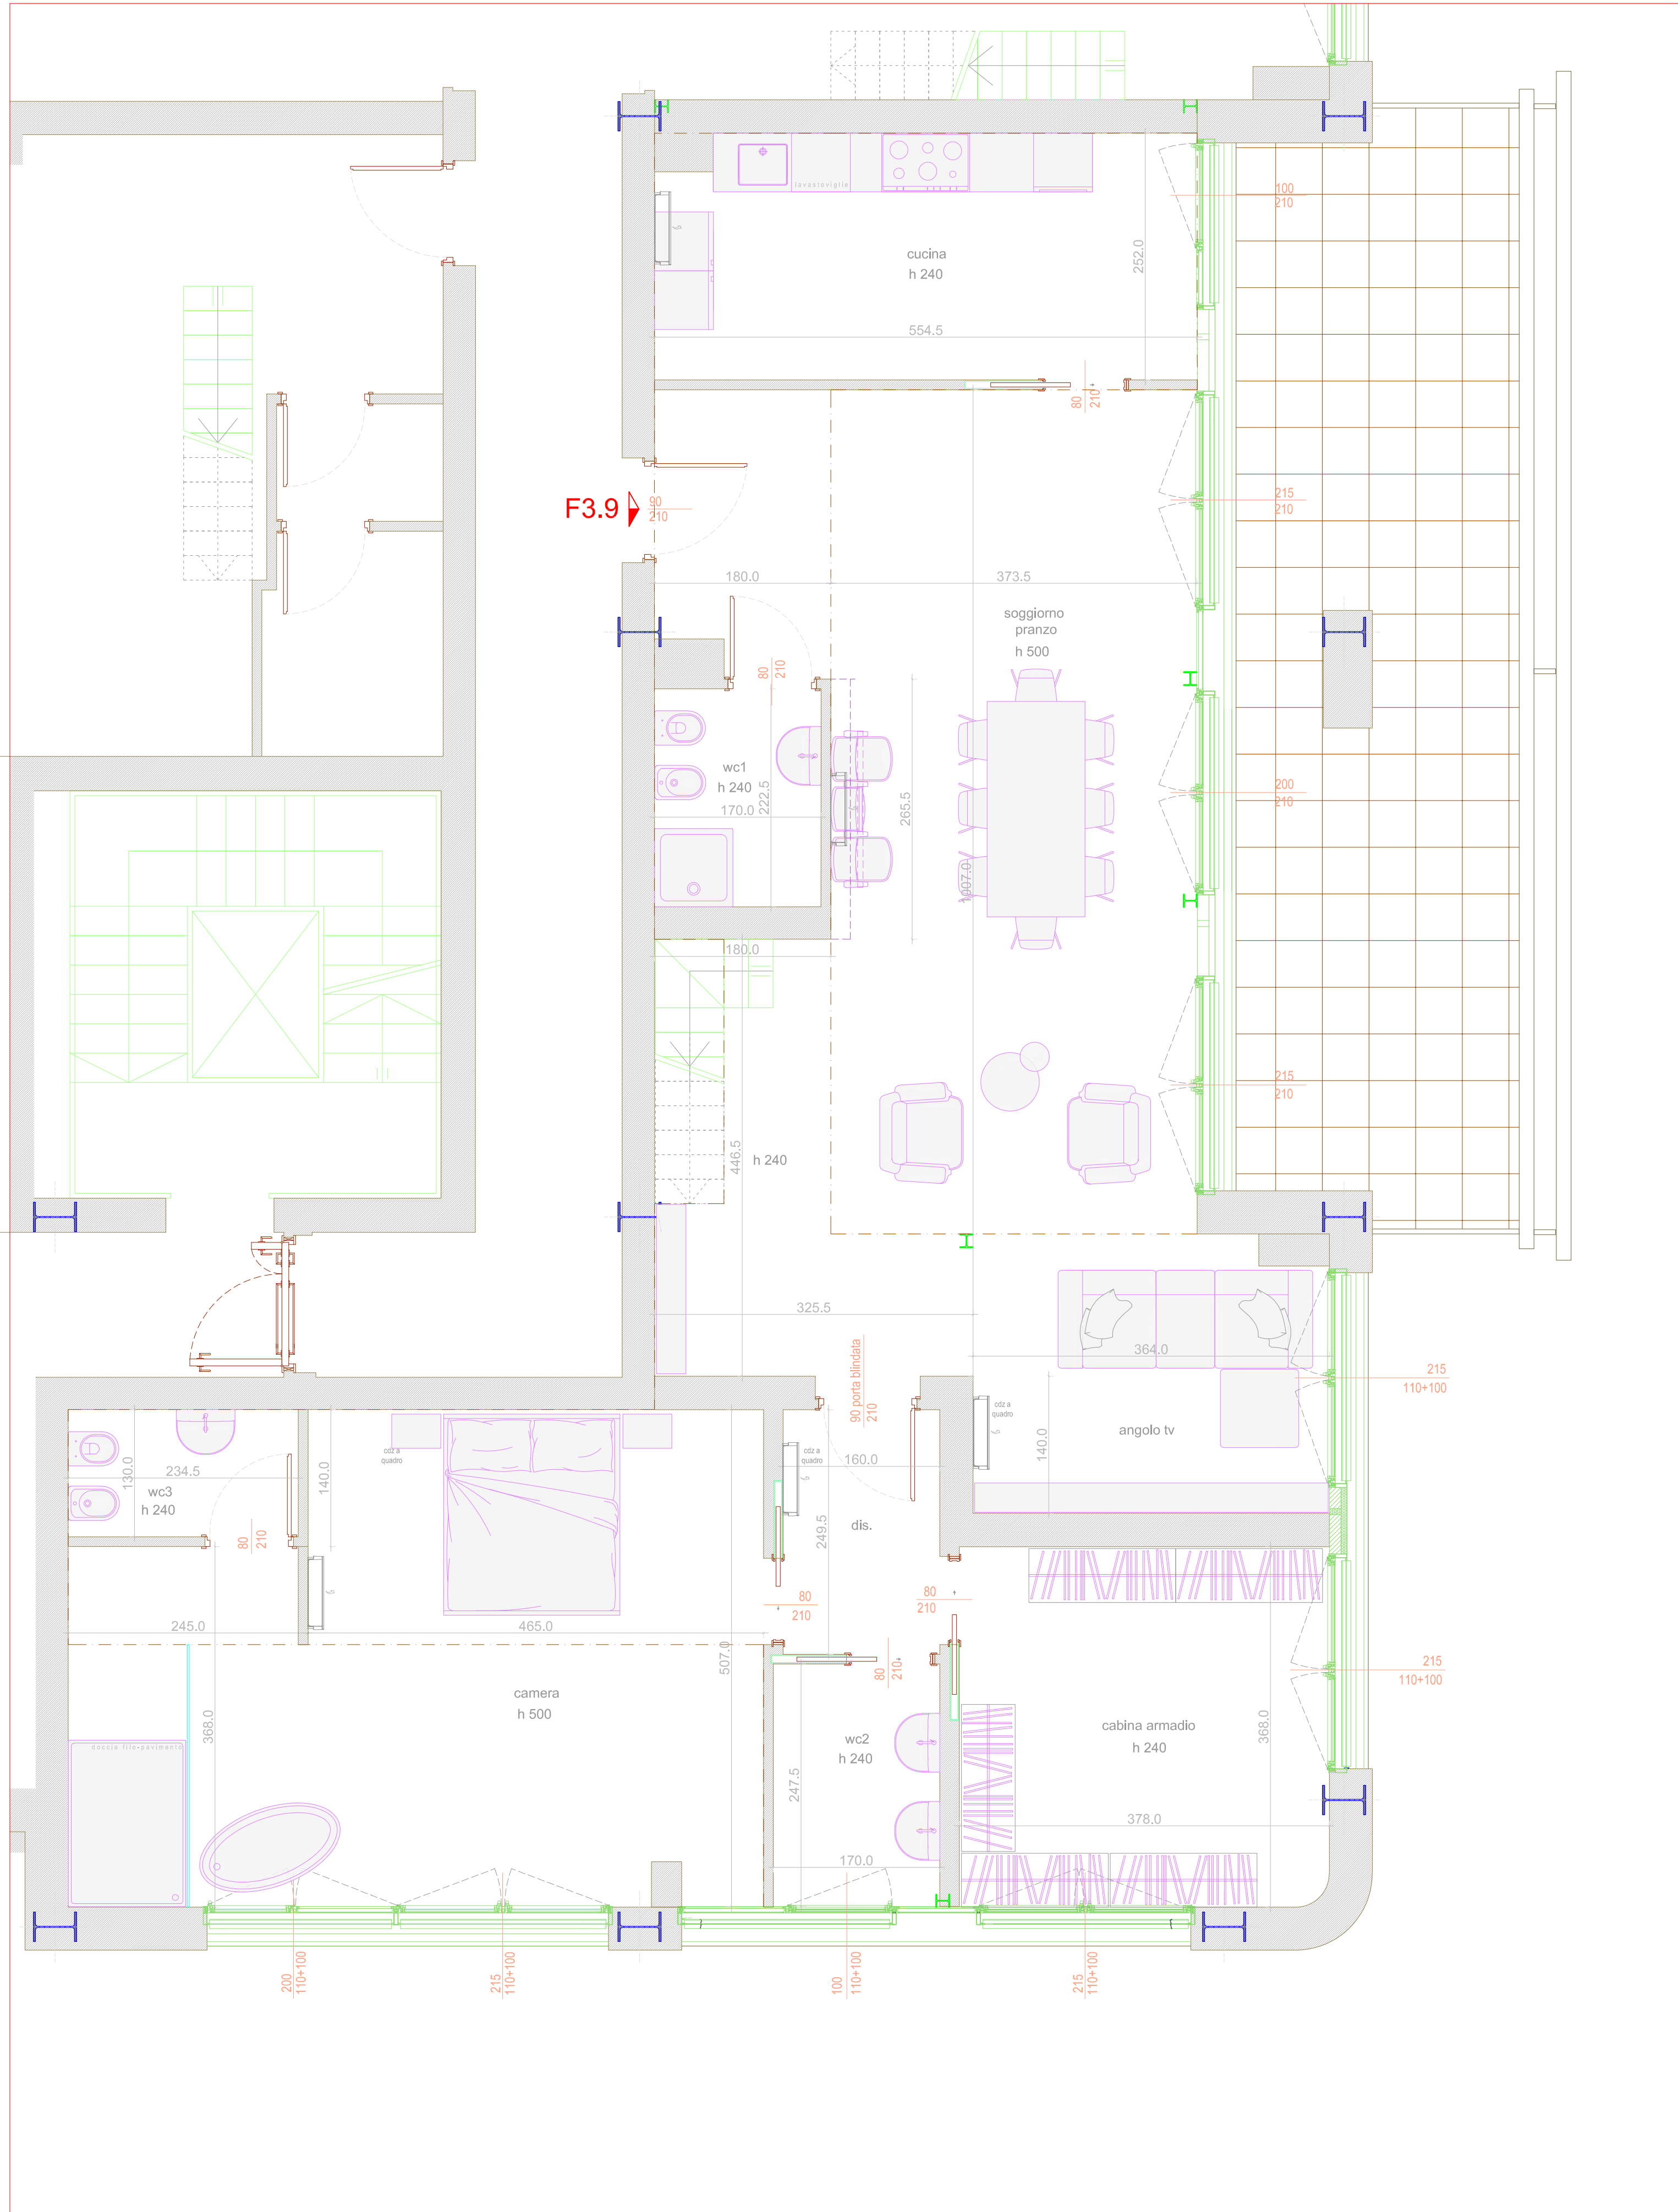 lavastoviglie
cucina
h 240
252.0
554.5
100
210
80
210
F3.9
90
210
215
210
180.0
373.5
soggiorno
pranzo
h 500
80
210
wc1
h 240
222.5
170.0
265.5
200
210
1007.0
180.0
215
210
446.5
h 240
325.5
364.0
215
110+100
90 porta blindata
210
cdz a
quadro
140.0
angolo tv
cdz a
quadro
cdz a
quadro
160.0
130.0
234.5
wc3
h 240
140.0
80
210
249.5
dis.
80
210
80
210
245.0
465.0
507.0
80
210
215
110+100
camera
h 500
368.0
doccia filo-pavimento
wc2
h 240
247.5
170.0
cabina armadio
h 240
368.0
378.0
200
110+100
215
110+100
100
110+100
215
110+100